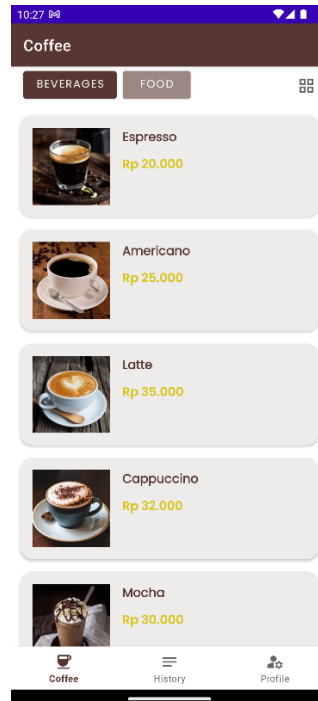 10:27
Coffee
BEVERAGES FOOD
Espresso
Rp 20.000
Americano
Rp 25.000
Latte
Rp 35.000
Cappuccino
Rp 32.000
Mocha
Rp 30.000
Coffee History Profile